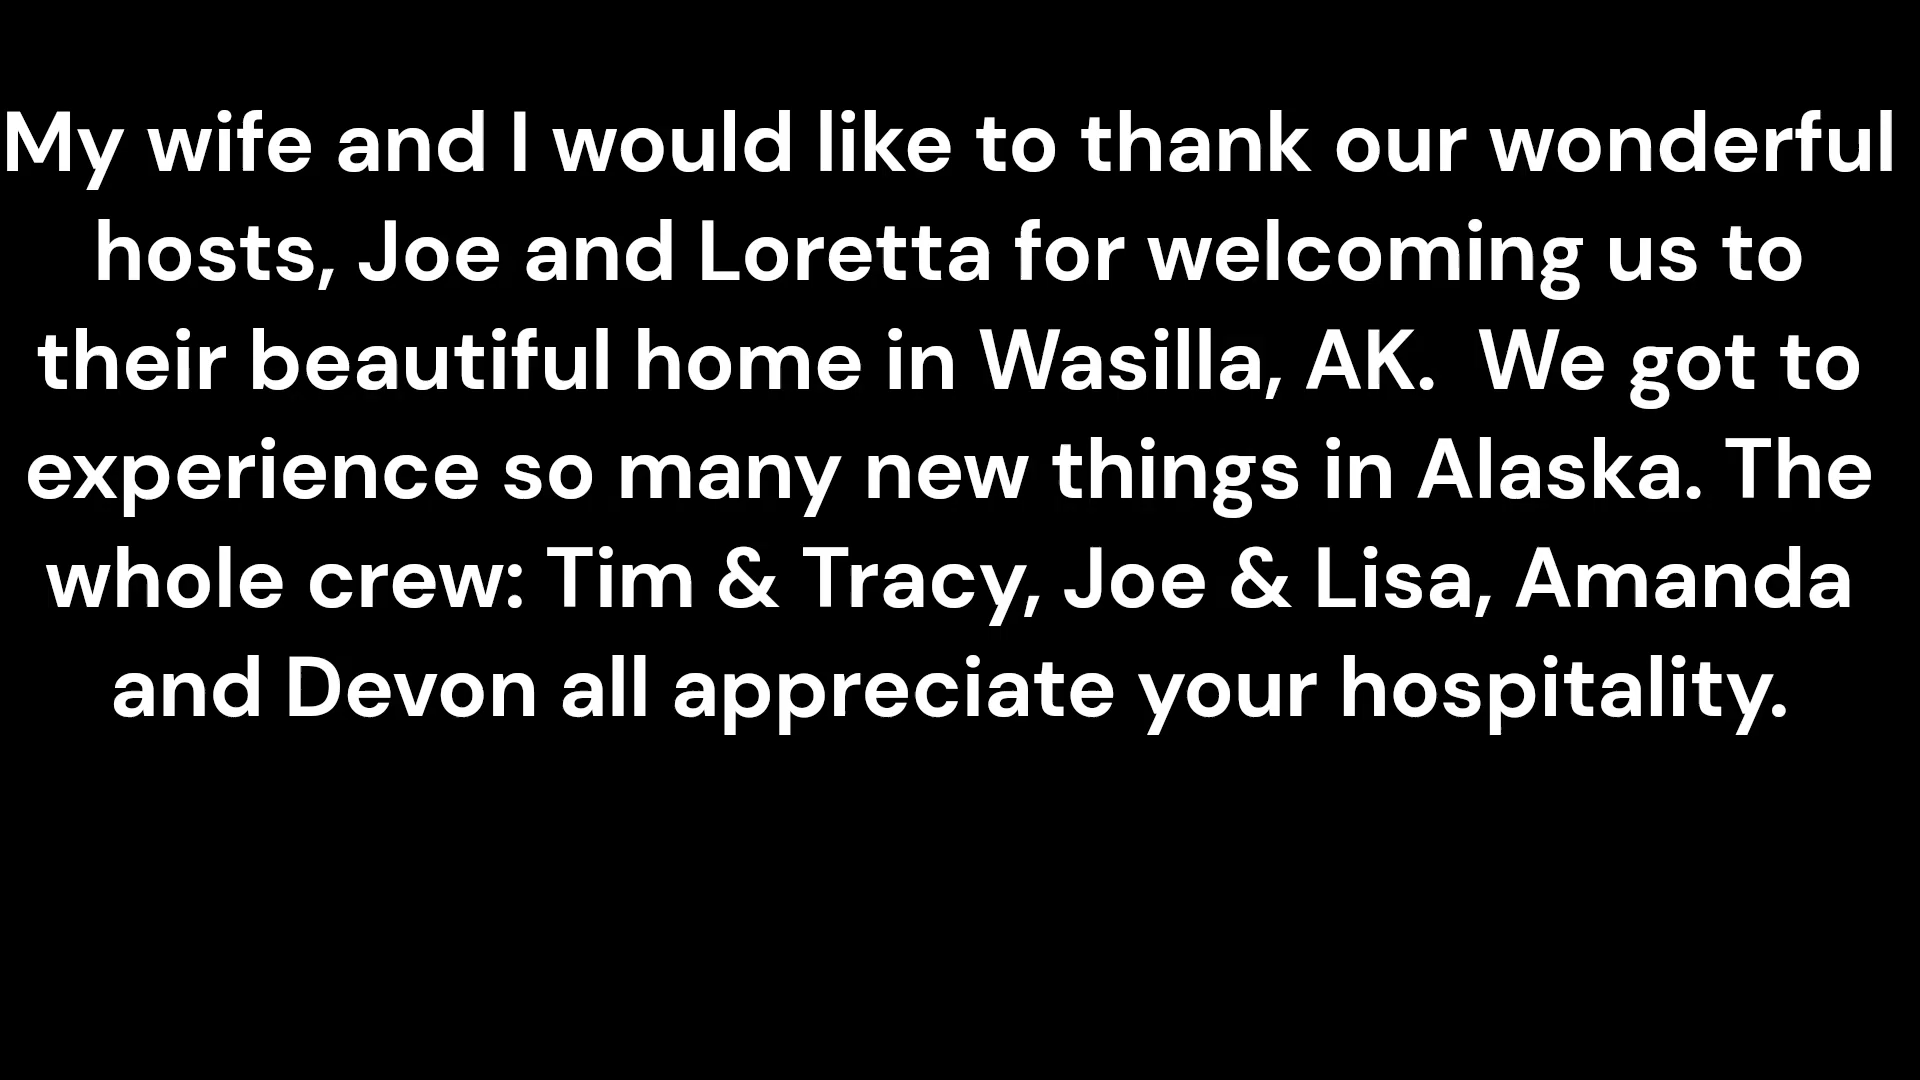 My wife and I would like to thank our wonderful
hosts, Joe and Loretta for welcoming us to
their beautiful home in Wasilla, AK.  We got to
experience so many new things in Alaska. The
whole crew: Tim & Tracy, Joe & Lisa, Amanda
and Devon all appreciate your hospitality.